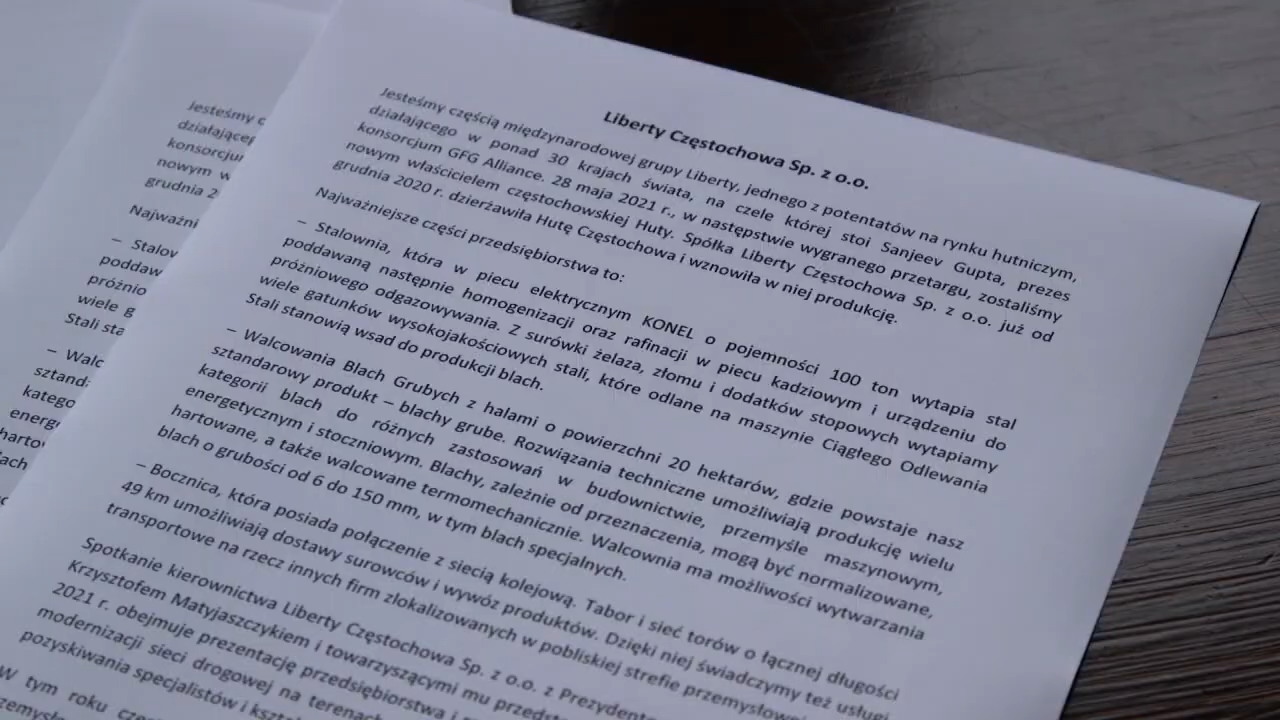 Liberty Częstochowa Sp. z o.o.
Jesteśmy częścią międzynarodowej grupy Liberty, jednego z potentatów na rynku hutniczym,
działającego w ponad 30 krajach świata, na czele której stoi Sanjeev Gupta, prezes
konsorcjum GFG Alliance. 28 maja 2021 r., w następstwie wygranego przetargu, zostaliśmy
nowym właścicielem częstochowskiej Huty. Spółka Liberty Częstochowa Sp. z o.o. już od
grudnia 2020 r. dzierżawiła Hutę Częstochowa i wznowiła w niej produkcję.
Najważniejsze części przedsiębiorstwa to:
– Stalownia, która w piecu elektrycznym KONEL o pojemności 100 ton wytapia stal
poddawaną następnie homogenizacji oraz rafinacji w piecu kadziowym i urządzeniu do
próżniowego odgazowywania. Z surówki żelaza, złomu i dodatków stopowych wytapiamy
wiele gatunków wysokojakościowych stali, które odlane na maszynie Ciągłego Odlewania
Stali stanowią wsad do produkcji blach.
– Walcowania Blach Grubych z halami o powierzchni 20 hektarów, gdzie powstaje nasz
sztandarowy produkt – blachy grube. Rozwiązania techniczne umożliwiają produkcję wielu
kategorii blach do różnych zastosowań w budownictwie, przemyśle maszynowym,
energetycznym i stoczniowym. Blachy, zależnie od przeznaczenia, mogą być normalizowane,
hartowane, a także walcowane termomechanicznie. Walcownia ma możliwości wytwarzania
blach o grubości od 6 do 150 mm, w tym blach specjalnych.
– Bocznica, która posiada połączenie z siecią kolejową. Tabor i sieć torów o łącznej długości
49 km umożliwiają dostawy surowców i wywóz produktów. Dzięki niej świadczymy też usługi
transportowe na rzecz innych firm zlokalizowanych w pobliskiej strefie
Spotkanie kierownictwa Liberty Częstochowa Sp. z o.o. z
Krzysztofem Matyjaszczykiem i towarzyszącymi mu
2021 r. obejmuje prezentację przedsiębiorstwa i
modernizacji sieci drogowej na terenach
pozyskiwania specjalistów i
W tym roku
Jesteśmy
nowym
grudnia
– Stalow
poddaw
próżnio
wiele g
Stali sta